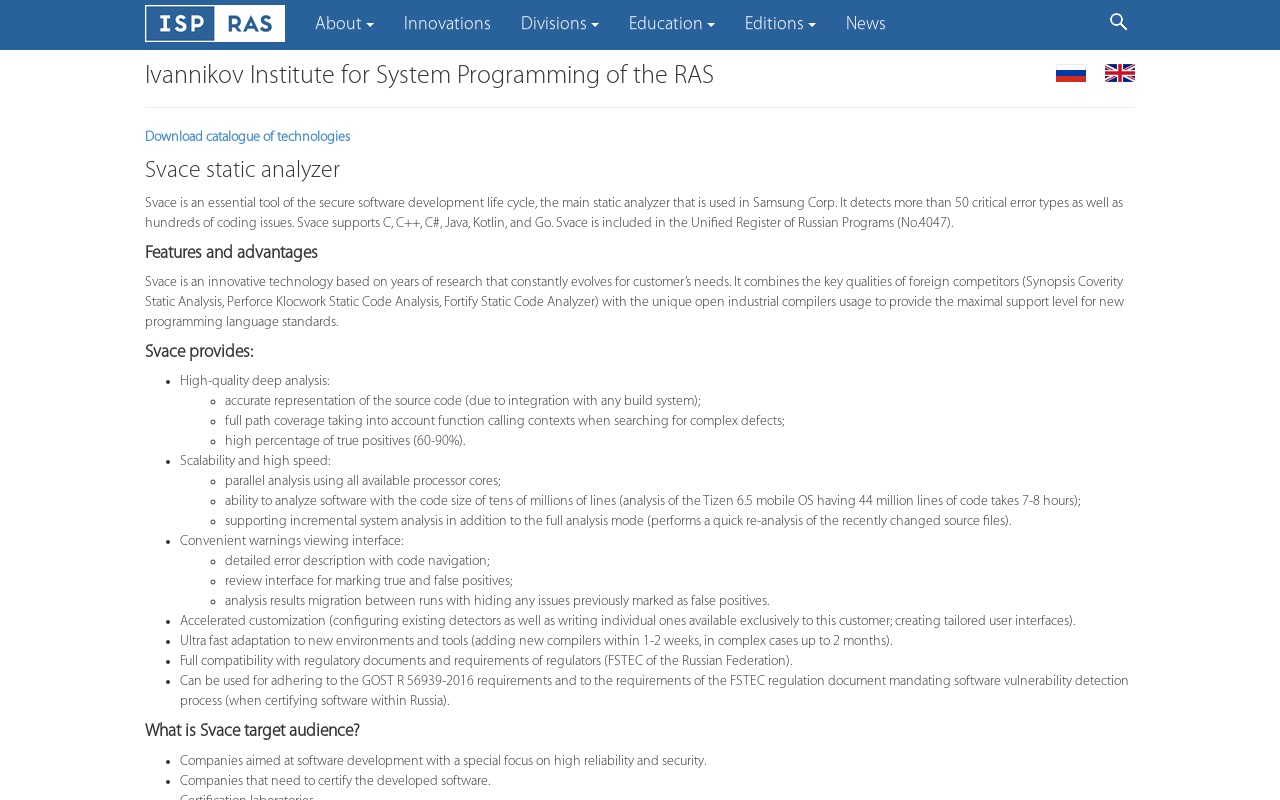 ISP RAS About Innovations Divisions Education Editions News
Ivannikov Institute for System Programming of the RAS
Download catalogue of technologies
Svace static analyzer
Svace is an essential tool of the secure software development life cycle, the main static analyzer that is used in Samsung Corp. It detects more than 50 critical error types as well as
hundreds of coding issues. Svace supports C, C++, C#, Java, Kotlin, and Go. Svace is included in the Unified Register of Russian Programs (No.4047).
Features and advantages
Svace is an innovative technology based on years of research that constantly evolves for customer’s needs. It combines the key qualities of foreign competitors (Synopsis Coverity
Static Analysis, Perforce Klocwork Static Code Analysis, Fortify Static Code Analyzer) with the unique open industrial compilers usage to provide the maximal support level for new
programming language standards.
Svace provides:
High-quality deep analysis:
accurate representation of the source code (due to integration with any build system);
full path coverage taking into account function calling contexts when searching for complex defects;
high percentage of true positives (60-90%).
Scalability and high speed:
parallel analysis using all available processor cores;
ability to analyze software with the code size of tens of millions of lines (analysis of the Tizen 6.5 mobile OS having 44 million lines of code takes 7-8 hours);
supporting incremental system analysis in addition to the full analysis mode (performs a quick re-analysis of the recently changed source files).
Convenient warnings viewing interface:
detailed error description with code navigation;
review interface for marking true and false positives;
analysis results migration between runs with hiding any issues previously marked as false positives.
Accelerated customization (configuring existing detectors as well as writing individual ones available exclusively to this customer; creating tailored user interfaces).
Ultra fast adaptation to new environments and tools (adding new compilers within 1-2 weeks, in complex cases up to 2 months).
Full compatibility with regulatory documents and requirements of regulators (FSTEC of the Russian Federation).
Can be used for adhering to the GOST R 56939-2016 requirements and to the requirements of the FSTEC regulation document mandating software vulnerability detection
process (when certifying software within Russia).
What is Svace target audience?
Companies aimed at software development with a special focus on high reliability and security.
Companies that need to certify the developed software.
Certification laboratories.